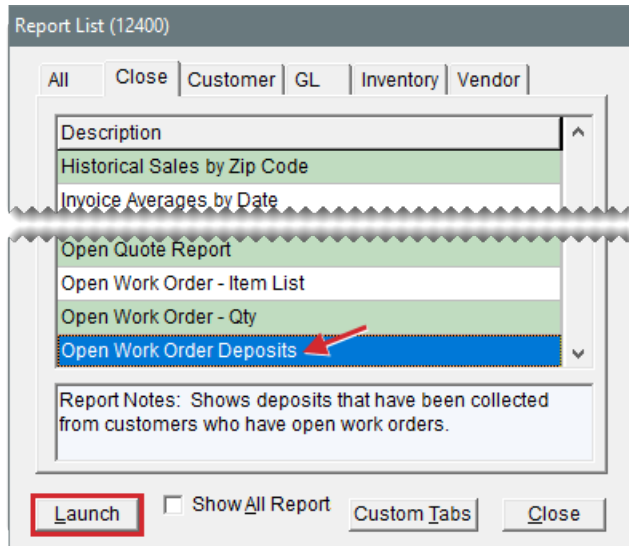 Report List (12400)
All Close Customer GL Inventory Vendor
Description
Historical Sales by Zip Code
Invoice Averages by Date
Open Quote Report
Open Work Order - Item List
Open Work Order - Qty
Open Work Order Deposits
Report Notes: Shows deposits that have been collected
from customers who have open work orders.
Launch Show All Report Custom Tabs Close